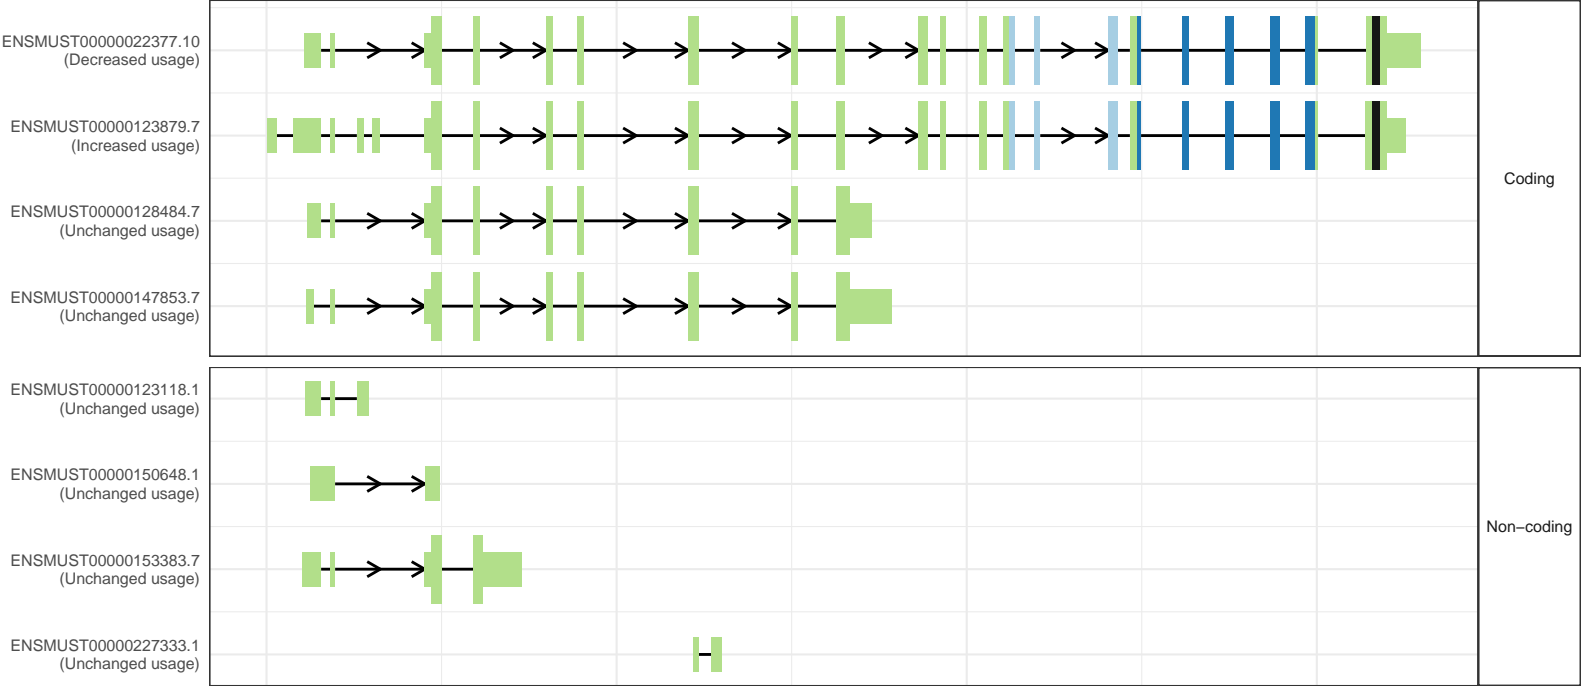 ENSMUST00000022377.10
(Decreased usage)
ENSMUST00000123879.7
(Increased usage)
ENSMUST00000128484.7
(Unchanged usage)
ENSMUST00000147853.7
(Unchanged usage)
Coding
ENSMUST00000123118.1
(Unchanged usage)
ENSMUST00000150648.1
(Unchanged usage)
ENSMUST00000153383.7
(Unchanged usage)
ENSMUST00000227333.1
(Unchanged usage)
Non−coding